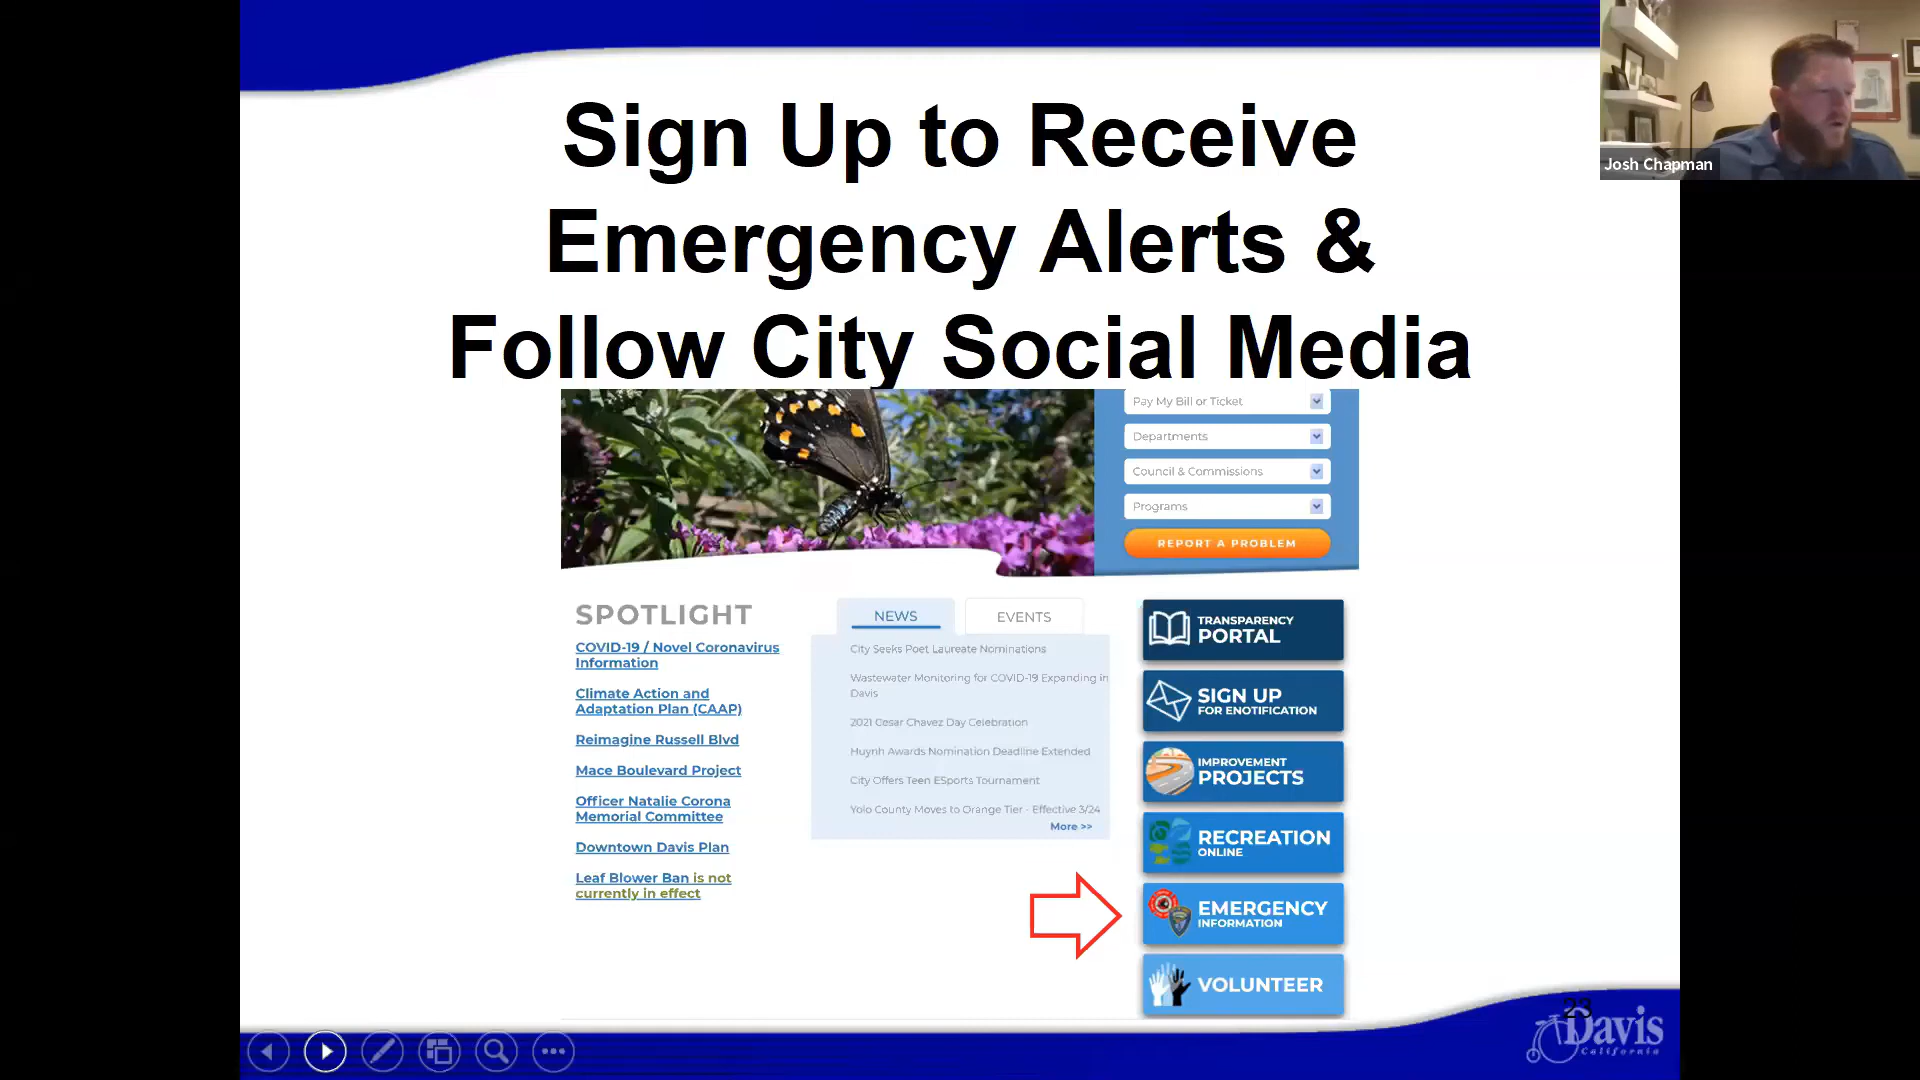 Sign Up to Receive
Emergency Alerts &
Follow City Social Media
Josh Chapman
Pay My Bill or Ticket
Departments
Council & Commissions
Programs
REPORT A PROBLEM
SPOTLIGHT
COVID-19 / Novel Coronavirus
Information
Climate Action and
Adaptation Plan (CAAP)
Reimagine Russell Blvd
Mace Boulevard Project
Officer Natalie Corona
Memorial Committee
Downtown Davis Plan
Leaf Blower Ban is not
currently in effect
NEWS
EVENTS
City Seeks Poet Laureate Nominations
Wastewater Monitoring for COVID-19 Expanding in
Davis
2021 Cesar Chavez Day Celebration
Huynh Awards Nomination Deadline Extended
City Offers Teen ESports Tournament
Yolo County Moves to Orange Tier - Effective 3/24
More >>
TRANSPARENCY
PORTAL
SIGN UP
FOR ENOTIFICATION
IMPROVEMENT
PROJECTS
RECREATION
ONLINE
EMERGENCY
INFORMATION
VOLUNTEER
23
Davis
California